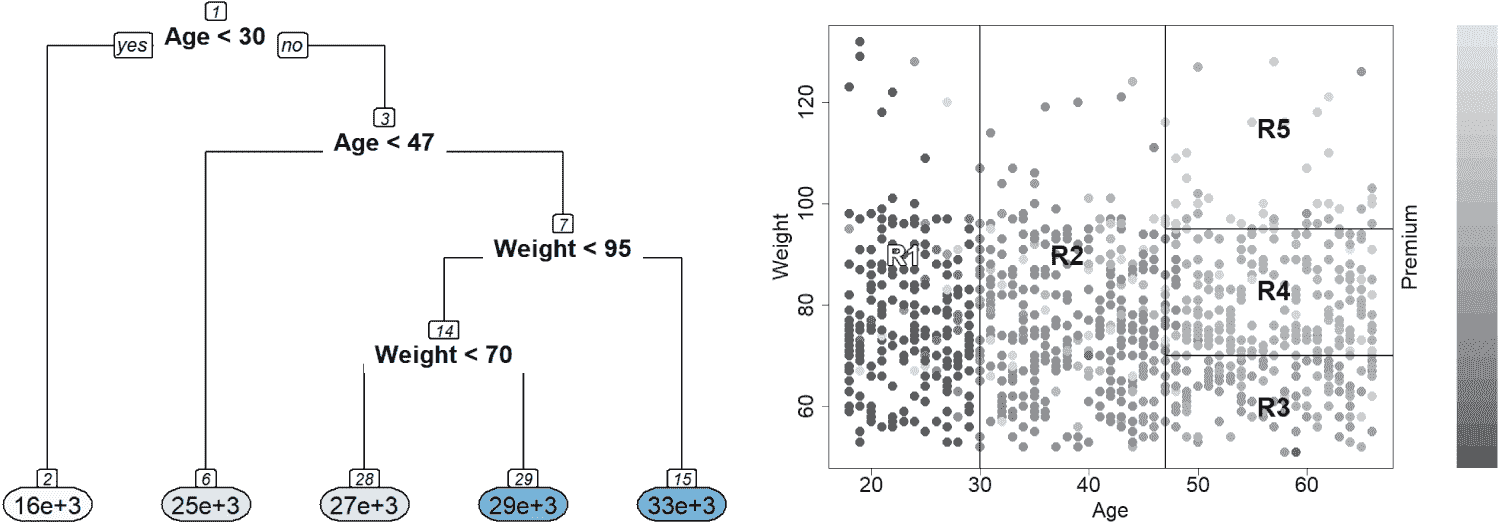 1
yes Age < 30 no
3
Age < 47
7
Weight < 95
14
Weight < 70
2 6 28 29 15
16e+3 25e+3 27e+3 29e+3 33e+3
120
100
80
60
Weight
R5
R1 R2
R4
R3
20 30 40 50 60
Age
Premium